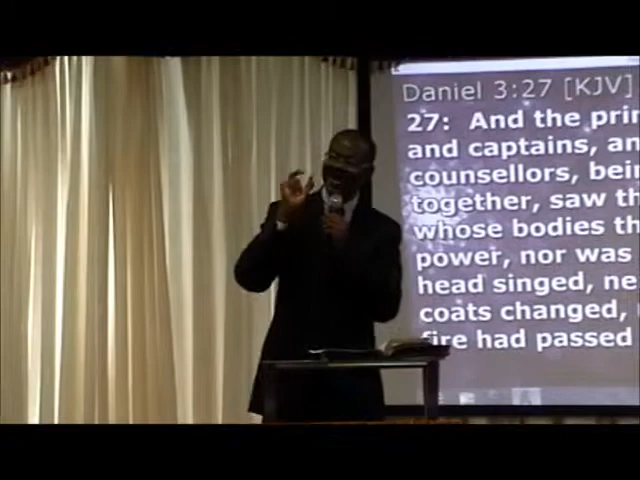 Daniel 3:27 [KJV]
27: And the prin
and captains, an
counsellors, bein
together, saw th
whose bodies th
power, nor was
head singed, ne
coats changed,
fire had passed